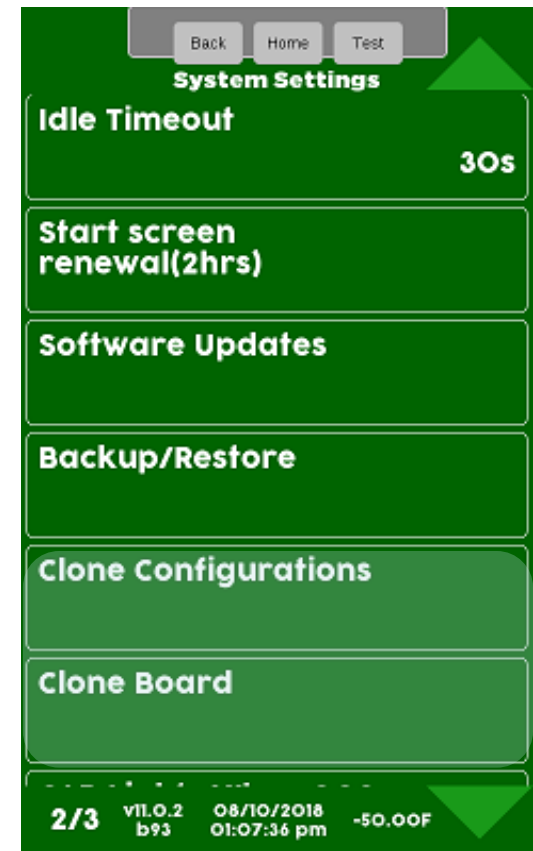 Back Home Test
System Settings
Idle Timeout
30s
Start screen
renewal(2hrs)
Software Updates
Backup/Restore
Clone Configurations
Clone Board
2/3 v11.0.2 08/10/2018 -50.00F
b93 01:07:36 pm